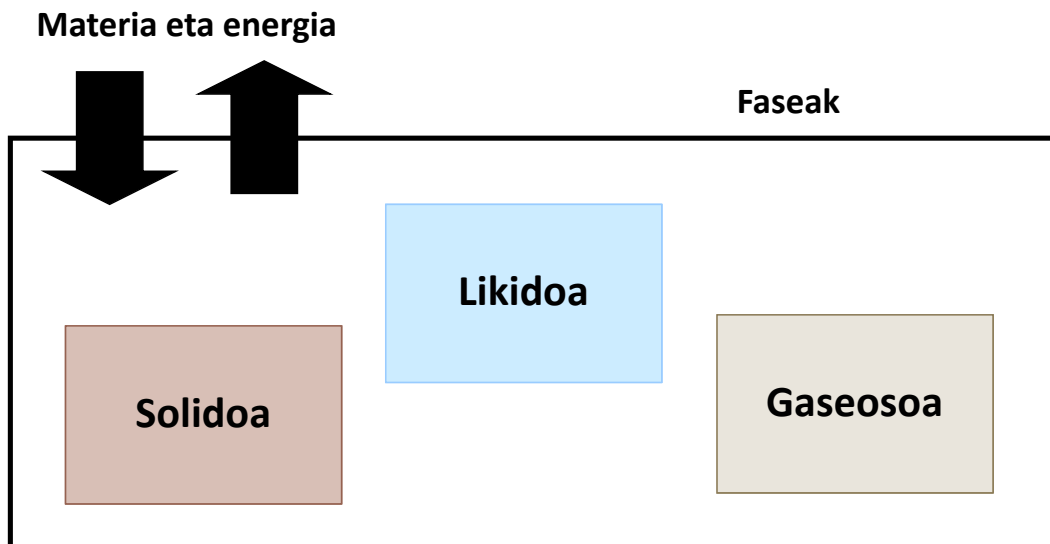 Materia eta energia
Faseak
Likidoa
Solidoa
Gaseosoa